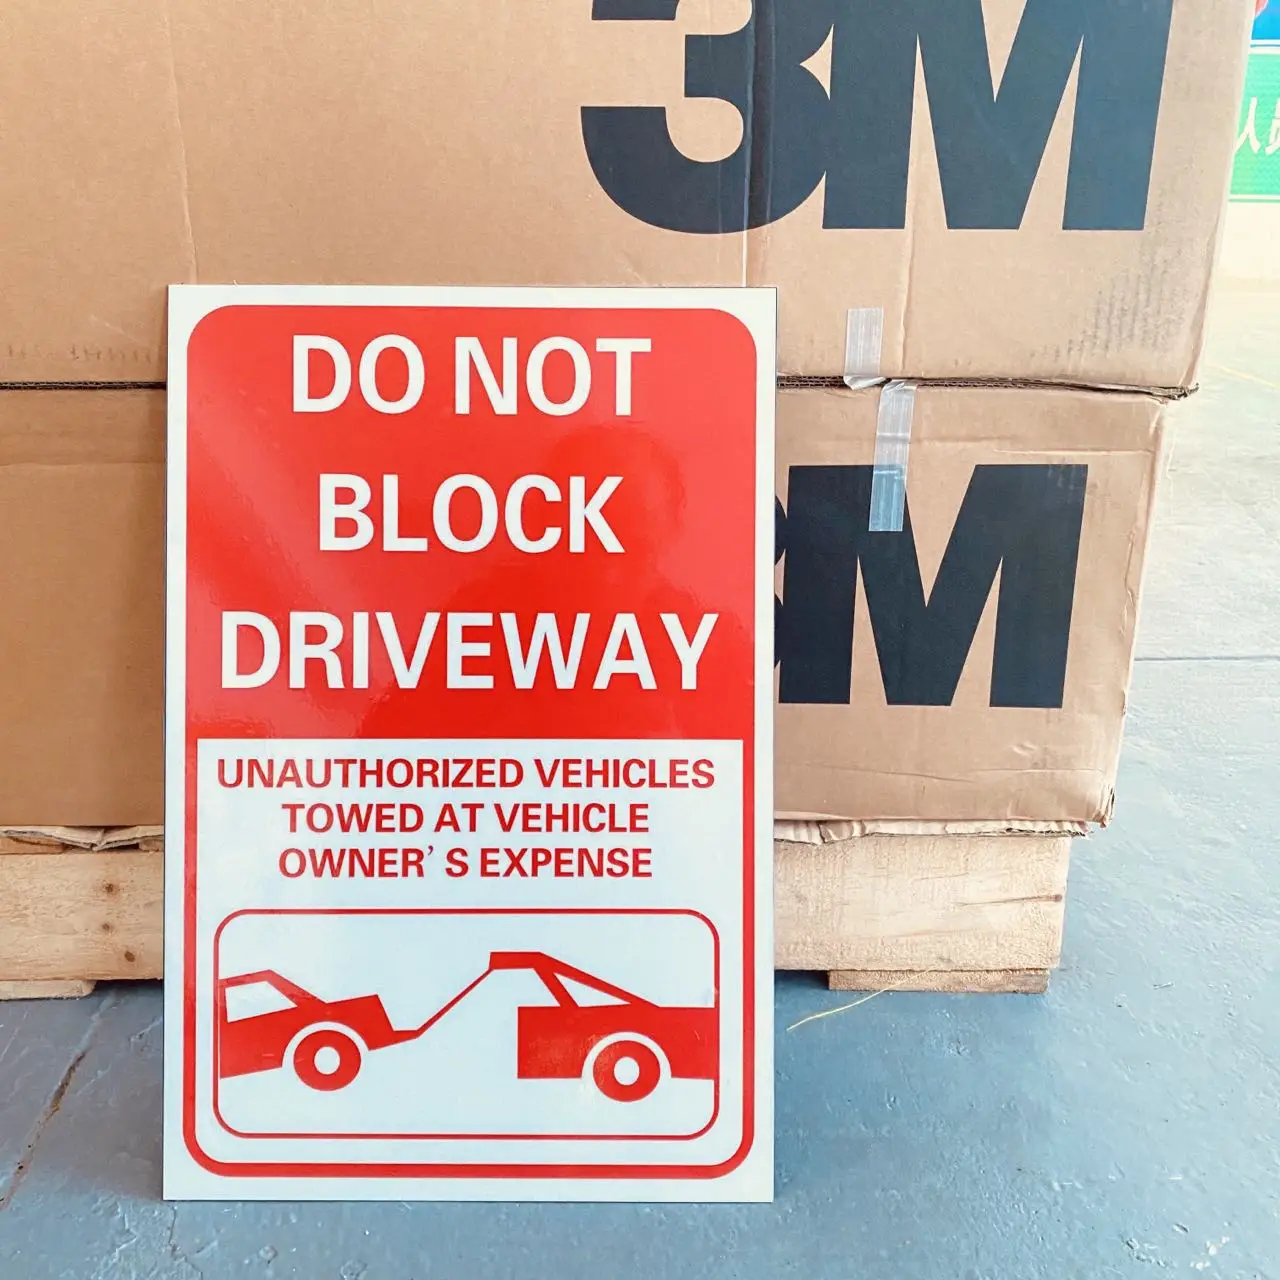 3M
DO NOT
BLOCK
DRIVEWAY
3M
UNAUTHORIZED VEHICLES
TOWED AT VEHICLE
OWNER’ S EXPENSE